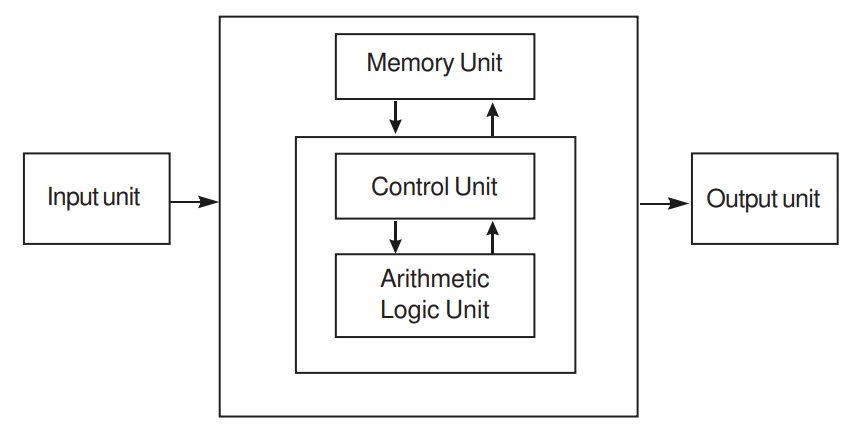 Memory Unit
Input unit
Control Unit
Output unit
Arithmetic
Logic Unit